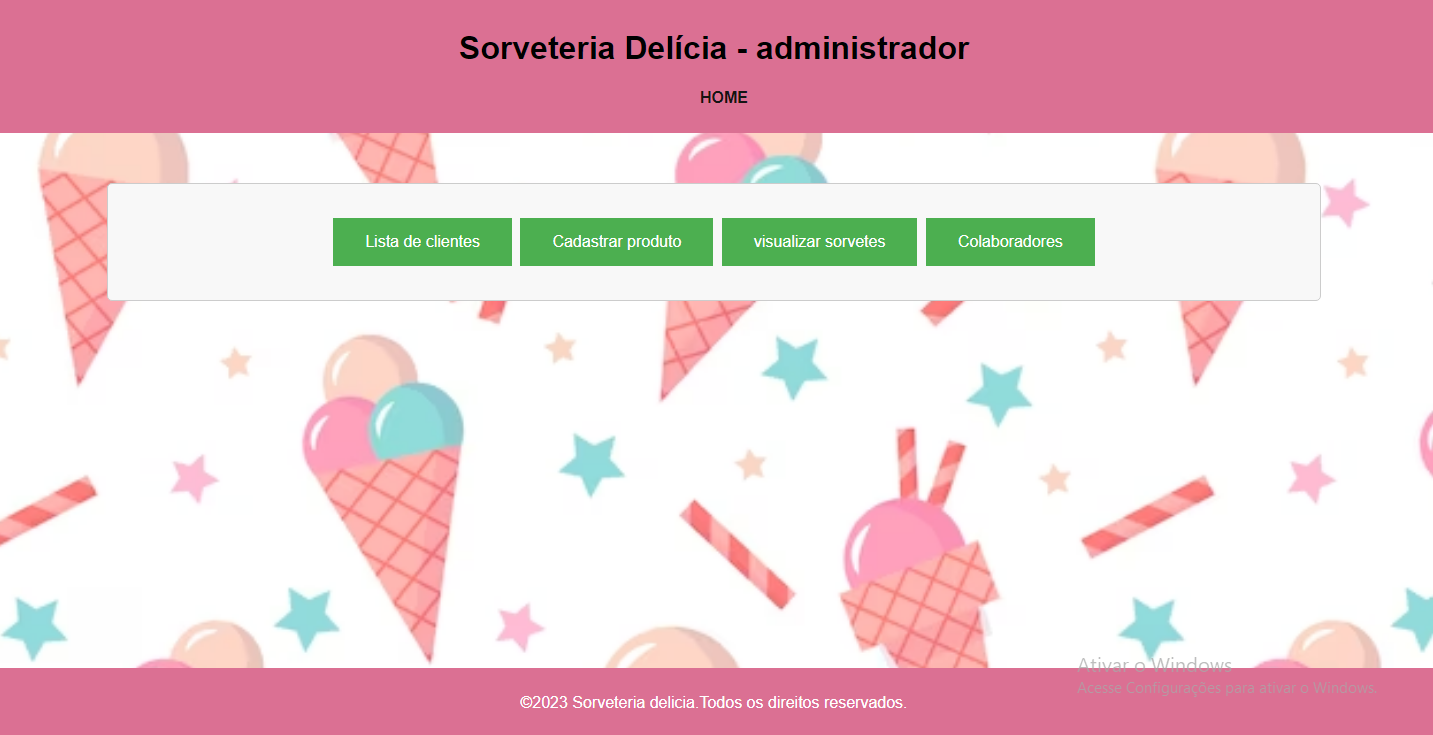 Sorveteria Delícia - administrador
HOME
Lista de clientes Cadastrar produto visualizar sorvetes Colaboradores
Ativar o Windows
Acesse Configurações para ativar o Windows.
©2023 Sorveteria delicia.Todos os direitos reservados.